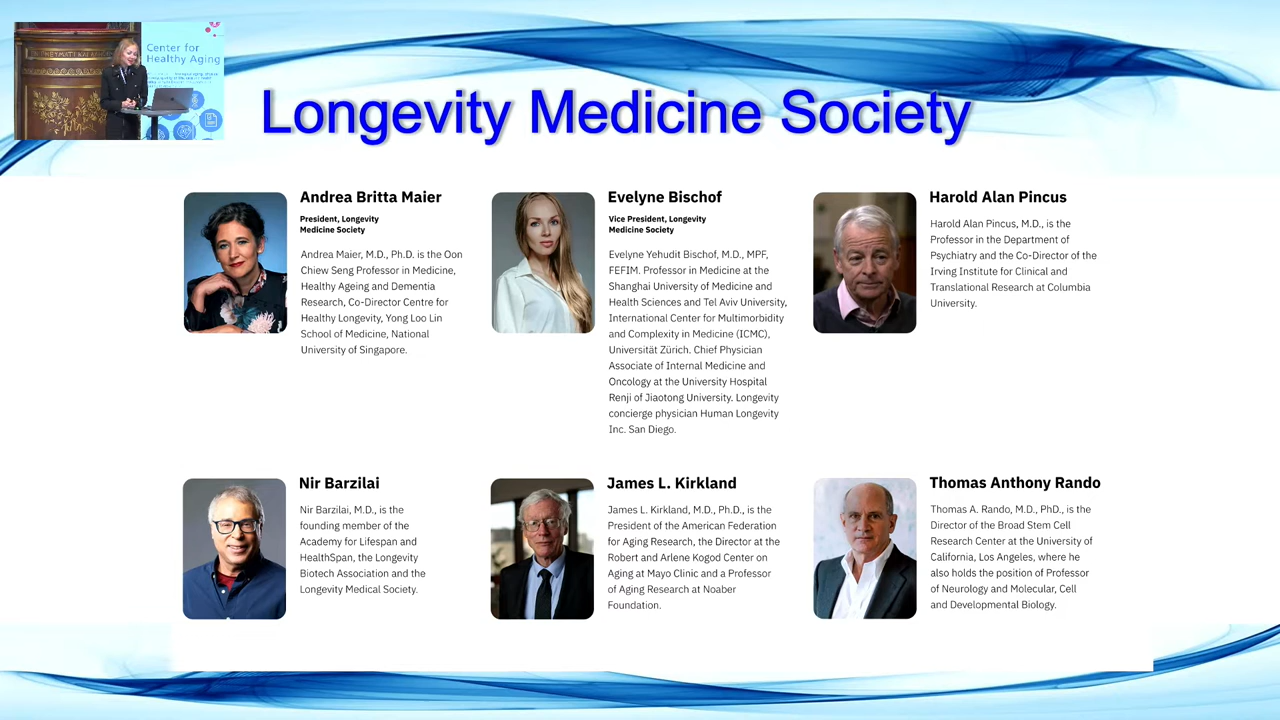 Center for
Healthy Aging
Longevity Medicine Society
Andrea Britta Maier
President, Longevity
Medicine Society
Andrea Maier, M.D., Ph.D. is the Oon
Chiew Seng Professor in Medicine,
Healthy Ageing and Dementia
Research, Co-Director Centre for
Healthy Longevity, Yong Loo Lin
School of Medicine, National
University of Singapore.
Evelyne Bischof
Vice President, Longevity
Medicine Society
Evelyne Yehudit Bischof, M.D., MPF,
FEFIM. Professor in Medicine at the
Shanghai University of Medicine and
Health Sciences and Tel Aviv University,
International Center for Multimorbidity
and Complexity in Medicine (ICMC),
Universität Zürich. Chief Physician
Associate of Internal Medicine and
Oncology at the University Hospital
Renji of Jiaotong University. Longevity
concierge physician Human Longevity
Inc. San Diego.
Harold Alan Pincus
Harold Alan Pincus, M.D., is the
Professor in the Department of
Psychiatry and the Co-Director of the
Irving Institute for Clinical and
Translational Research at Columbia
University.
Nir Barzilai
Nir Barzilai, M.D., is the
founding member of the
Academy for Lifespan and
HealthSpan, the Longevity
Biotech Association and the
Longevity Medical Society.
James L. Kirkland
James L. Kirkland, M.D., Ph.D., is the
President of the American Federation
for Aging Research, the Director at the
Robert and Arlene Kogod Center on
Aging at Mayo Clinic and a Professor
of Aging Research at Noaber
Foundation.
Thomas Anthony Rando
Thomas A. Rando, M.D., PhD., is the
Director of the Broad Stem Cell
Research Center at the University of
California, Los Angeles, where he
also holds the position of Professor
of Neurology and Molecular, Cell
and Developmental Biology.